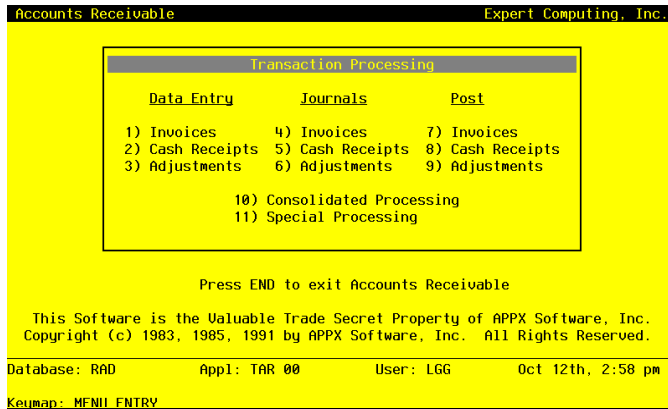 Accounts Receivable Expert Computing, Inc.
Transaction Processing
Data Entry Journals Post
1) Invoices 4) Invoices 7) Invoices
2) Cash Receipts 5) Cash Receipts 8) Cash Receipts
3) Adjustments 6) Adjustments 9) Adjustments
10) Consolidated Processing
11) Special Processing
Press END to exit Accounts Receivable
This Software is the Valuable Trade Secret Property of APPX Software, Inc.
Copyright (c) 1983, 1985, 1991 by APPX Software, Inc. All Rights Reserved.
Database: RAD Appl: TAR 00 User: LGG Oct 12th, 2:58 pm
Keymap: MENU ENTRY